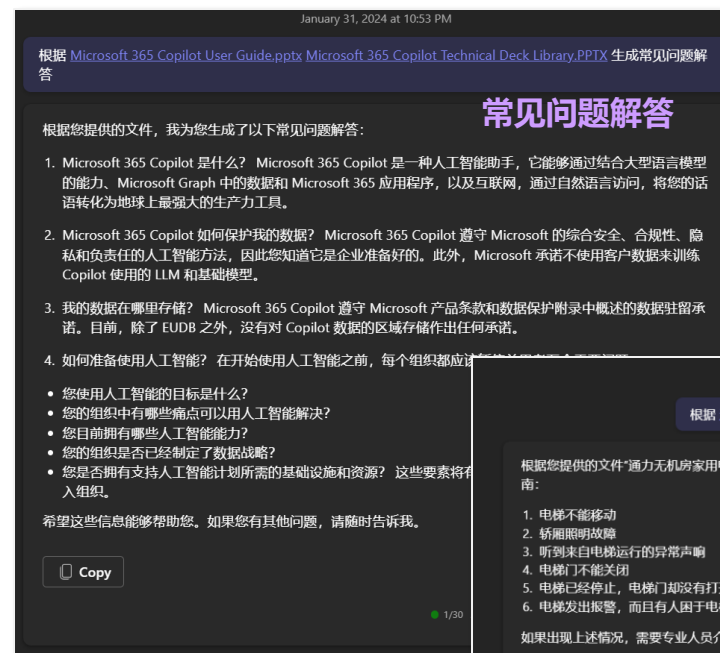 January 31, 2024 at 10:53 PM
根据 Microsoft 365 Copilot User Guide.pptx Microsoft 365 Copilot Technical Deck Library.PPTX 生成常见问题解
答
常见问题解答
根据您提供的文件，我为您生成了以下常见问题解答：
1. Microsoft 365 Copilot 是什么？ Microsoft 365 Copilot 是一种人工智能助手，它能够通过结合大型语言模型
的能力、Microsoft Graph 中的数据和 Microsoft 365 应用程序，以及互联网，通过自然语言访问，将您的话
语转化为地球上最强大的生产力工具。
2. Microsoft 365 Copilot 如何保护我的数据？ Microsoft 365 Copilot 遵守 Microsoft 的综合安全、合规性、隐
私和负责任的人工智能方法，因此您知道它是企业准备好的。此外，Microsoft 承诺不使用客户数据来训练
Copilot 使用的 LLM 和基础模型。
3. 我的数据在哪里存储？ Microsoft 365 Copilot 遵守 Microsoft 产品条款和数据保护附录中概述的数据驻留承
诺。目前，除了 EUDB 之外，没有对 Copilot 数据的区域存储作出任何承诺。
4. 如何准备使用人工智能？ 在开始使用人工智能之前，每个组织都应该
• 您使用人工智能的目标是什么？
• 您的组织中有哪些痛点可以用人工智能解决？
• 您目前拥有哪些人工智能能力？
• 您的组织是否已经制定了数据战略？
• 您是否拥有支持人工智能计划所需的基础设施和资源？ 这些要素将有
入组织。
希望这些信息能够帮助您。如果您有其他问题，请随时告诉我。
Copy
1/30
根据
根据您提供的文件“通力无机房家用电
南：
1. 电梯不能移动
2. 轿厢照明故障
3. 听到来自电梯运行的异常声响
4. 电梯门不能关闭
5. 电梯已经停止，电梯门却没有打
6. 电梯发出报警，而且有人困于电
如果出现上述情况，需要专业人员介